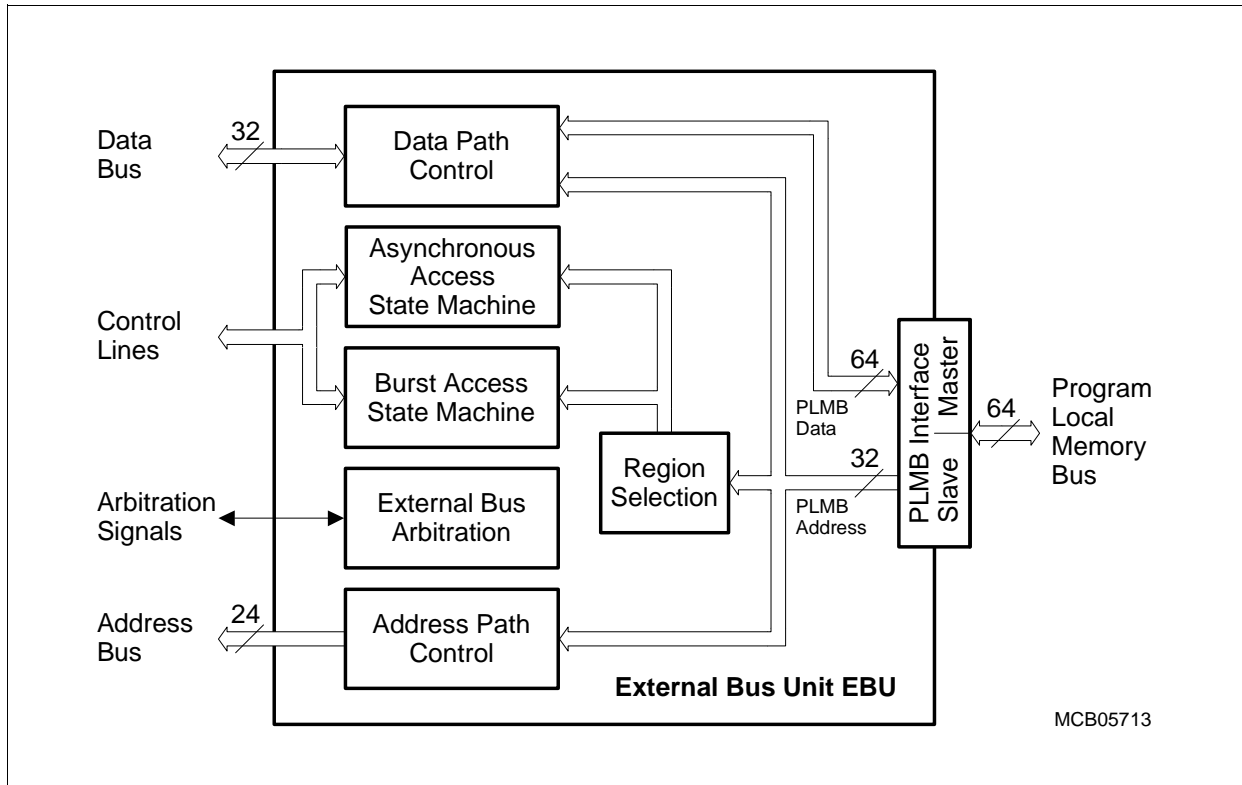 Data
Bus
32
Data Path
Control
Asynchronous
Access
State Machine
Control
Lines
Burst Access
State Machine
64
PLMB
Data
Region
Selection
32
PLMB
Address
PLMB Interface
Master
Slave
64
Program
Local
Memory
Bus
Arbitration
Signals
External Bus
Arbitration
Address
Bus
24
Address Path
Control
External Bus Unit EBU
MCB05713